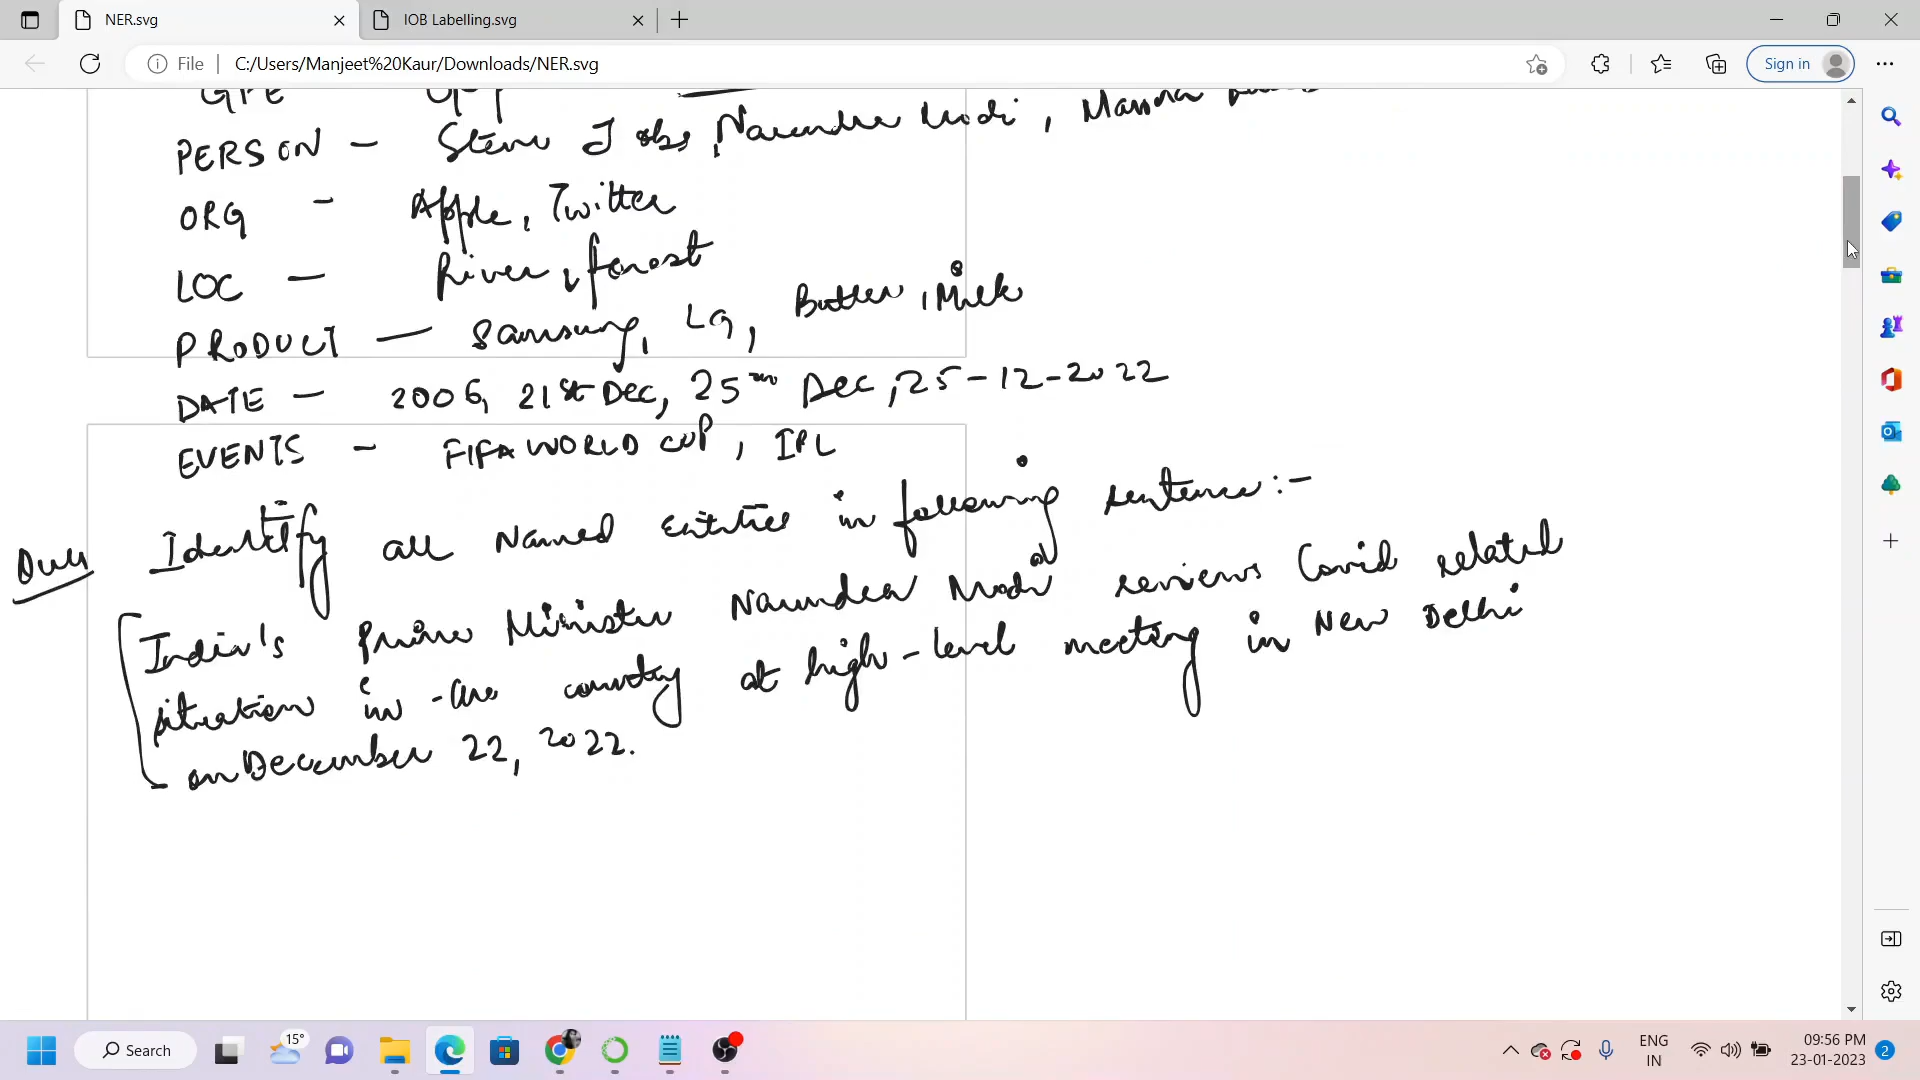 NER.svg
IOB Labelling.svg
File
C:/Users/Manjeet%20Kaur/Downloads/NER.svg
Sign in
GPE
PERSON - Steve Jobs, Narendra Modi,
ORG - Apple, Twitter
LOC - River, forest
PRODUCT - Samsung, LG, Butter, Milk
DATE - 2006, 21st Dec, 25th Dec, 25-12-2022
EVENTS - FIFA WORLD CUP, IPL
Ques Identify all Named Entities in following sentence:-
India's Prime Minister Narendra Modi reviews Covid related
situation in the country at high-level meeting in New Delhi
on December 22, 2022.
15°
Search
ENG
IN
09:56 PM
23-01-2023
2